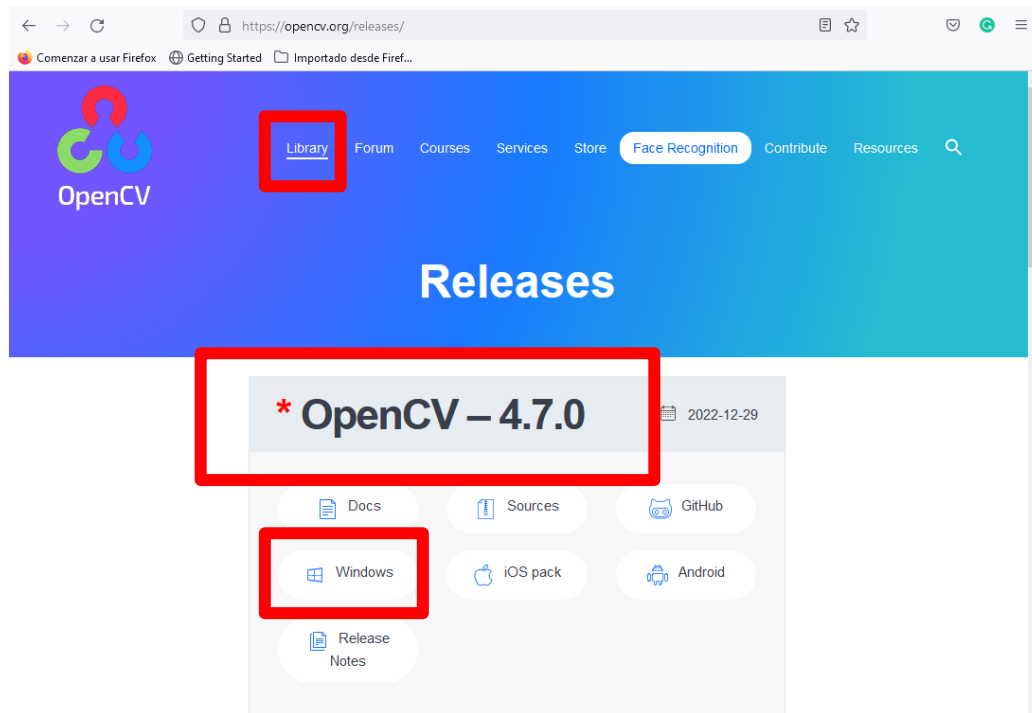 https://opencv.org/releases/
Comenzar a usar Firefox Getting Started Importado desde Firef...
OpenCV
Library Forum Courses Services Store Face Recognition Contribute Resources
Releases
* OpenCV – 4.7.0 2022-12-29
Docs Sources GitHub
Windows iOS pack Android
Release
Notes